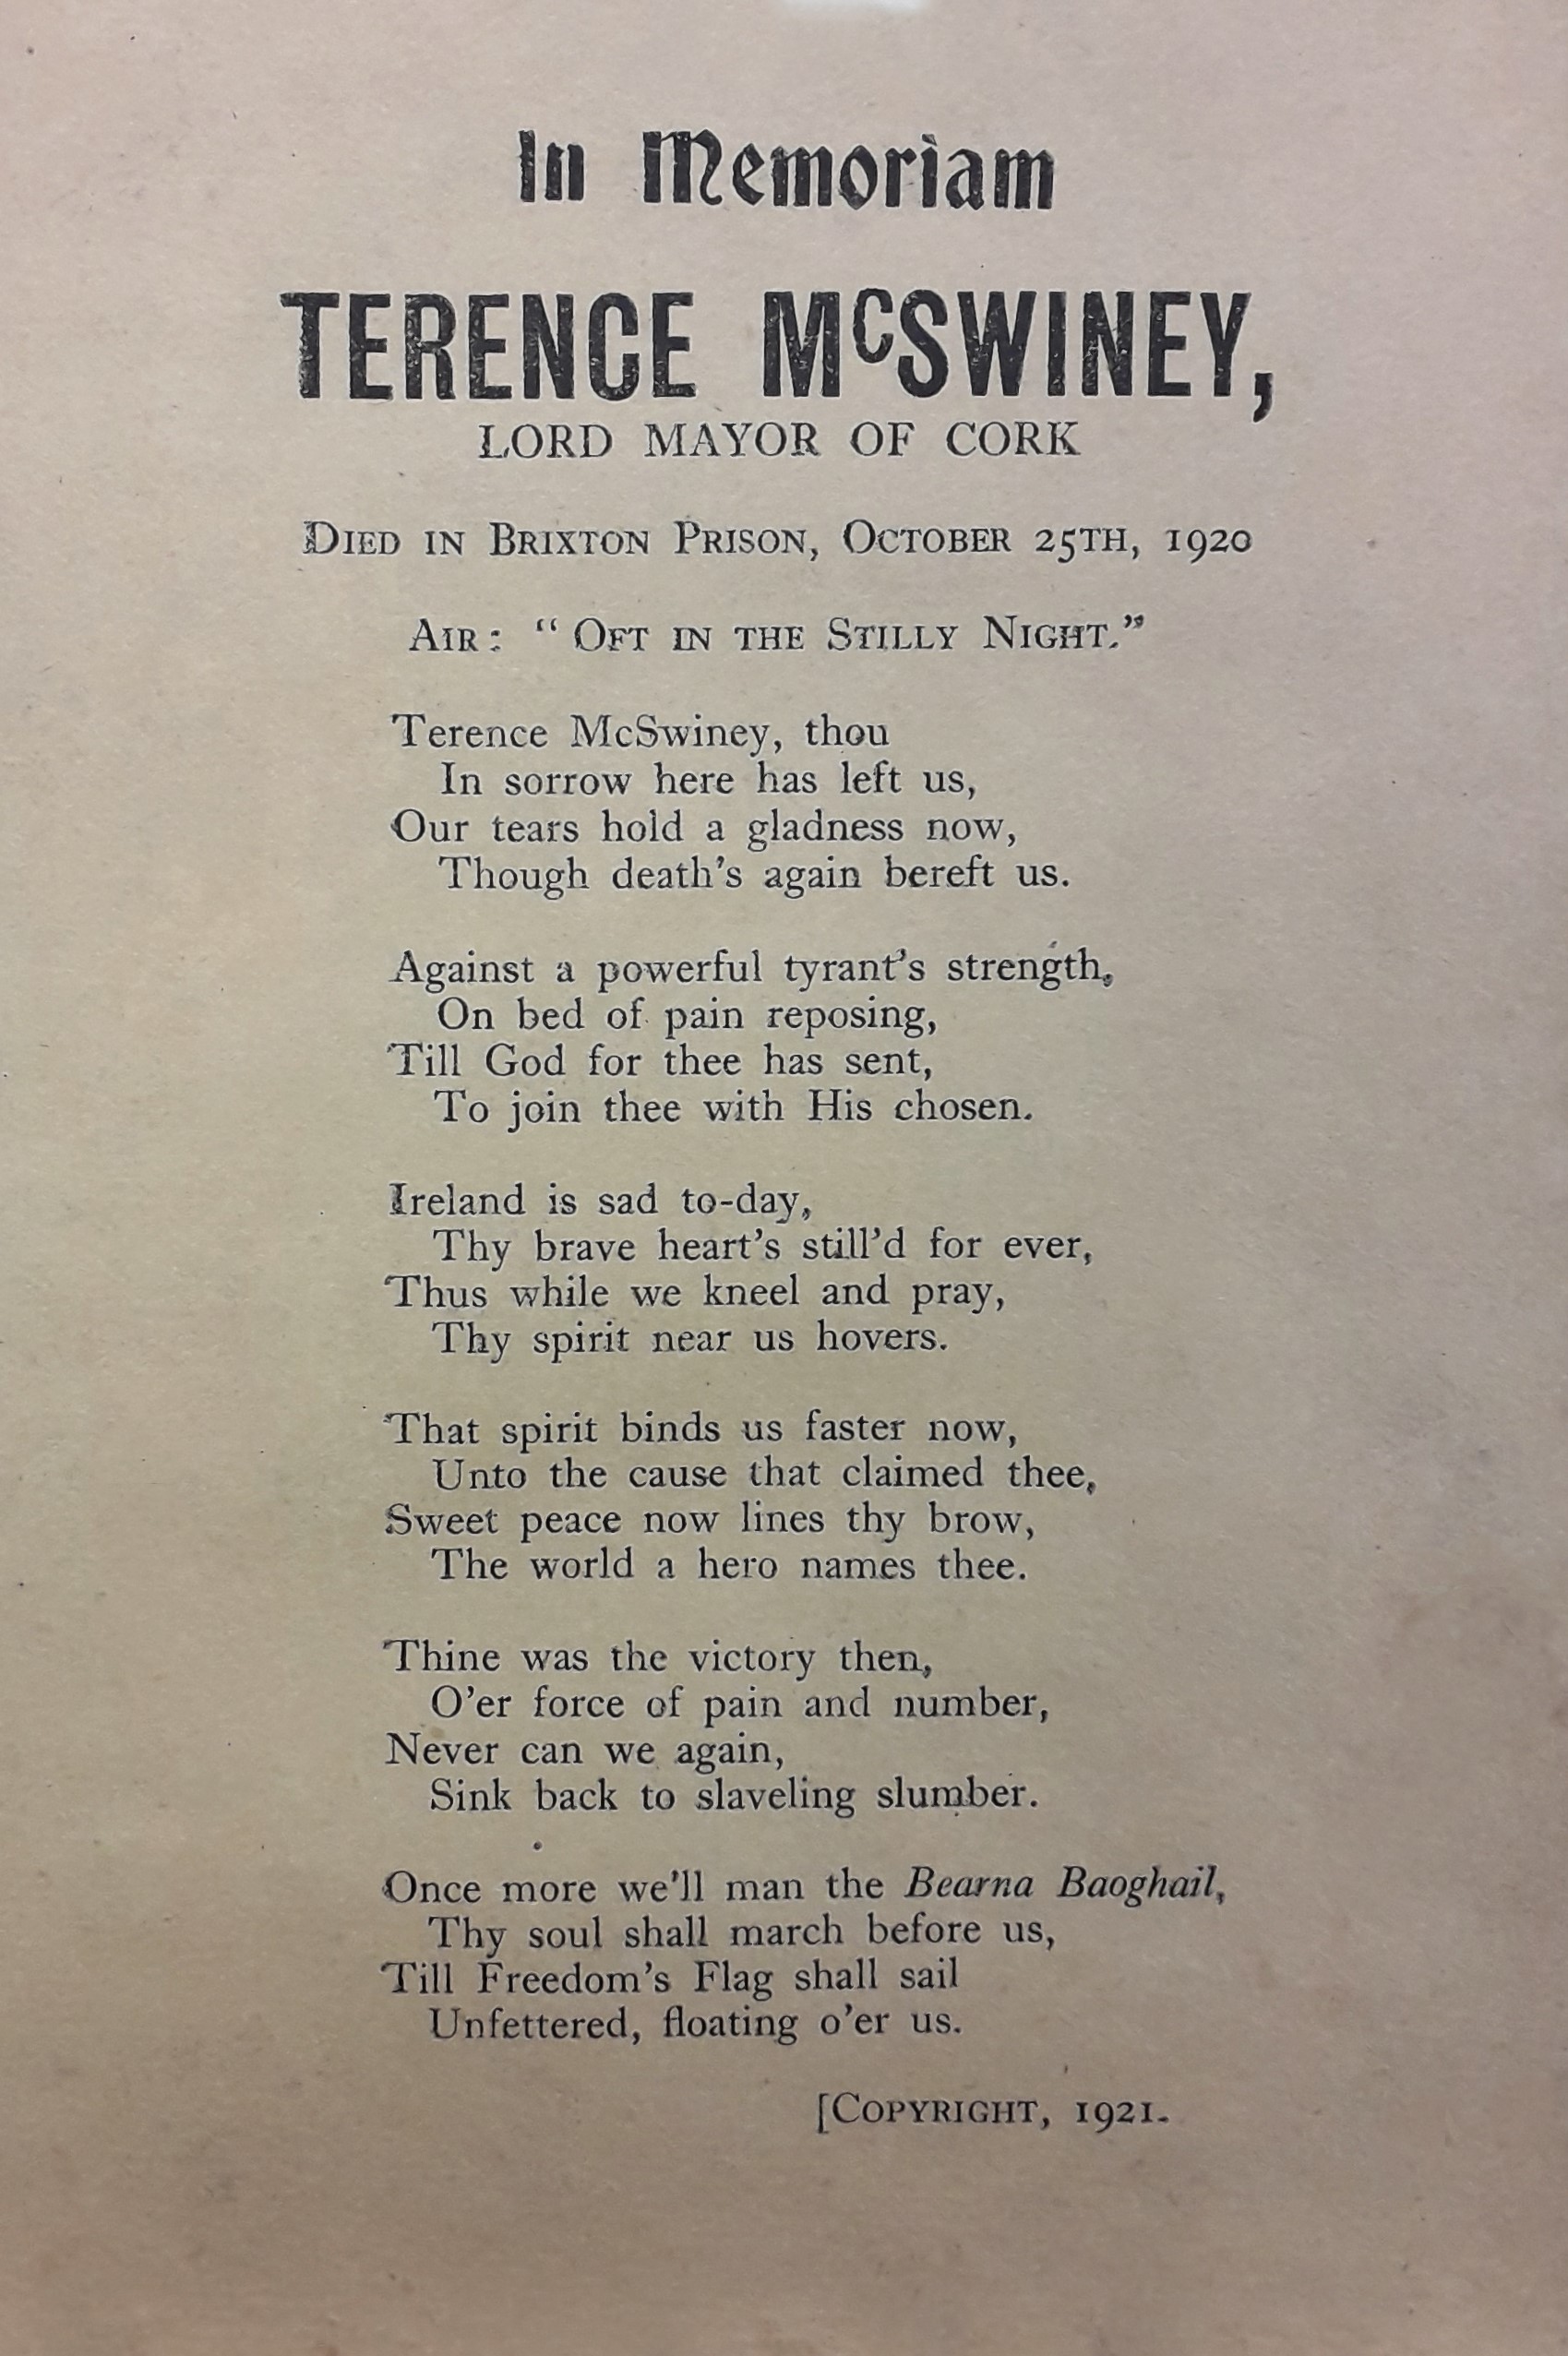 In Memoriam
TERENCE McSWINEY,
LORD MAYOR OF CORK
Died in Brixton Prison, October 25th, 1920
Air: "Oft in the Stilly Night."
Terence McSwiney, thou
In sorrow here has left us,
Our tears hold a gladness now,
Though death's again bereft us.
Against a powerful tyrant's strength,
On bed of pain reposing,
Till God for thee has sent,
To join thee with His chosen.
Ireland is sad to-day,
Thy brave heart's still'd for ever,
Thus while we kneel and pray,
Thy spirit near us hovers.
That spirit binds us faster now,
Unto the cause that claimed thee,
Sweet peace now lines thy brow,
The world a hero names thee.
Thine was the victory then,
O'er force of pain and number,
Never can we again,
Sink back to slaveling slumber.
Once more we'll man the Bearna Baoghail,
Thy soul shall march before us,
Till Freedom's Flag shall sail
Unfettered, floating o'er us.
[Copyright, 1921.